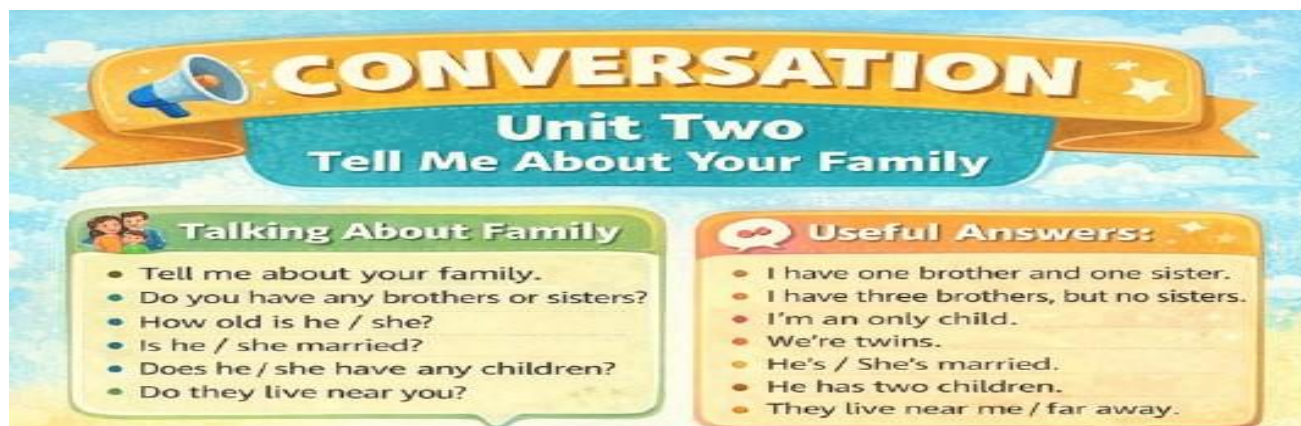 CONVERSATION
Unit Two
Tell Me About Your Family
Talking About Family
• Tell me about your family.
• Do you have any brothers or sisters?
• How old is he / she?
• Is he / she married?
• Does he / she have any children?
• Do they live near you?
Useful Answers:
• I have one brother and one sister.
• I have three brothers, but no sisters.
• I'm an only child.
• We're twins.
• He's / She's married.
• He has two children.
• They live near me / far away.